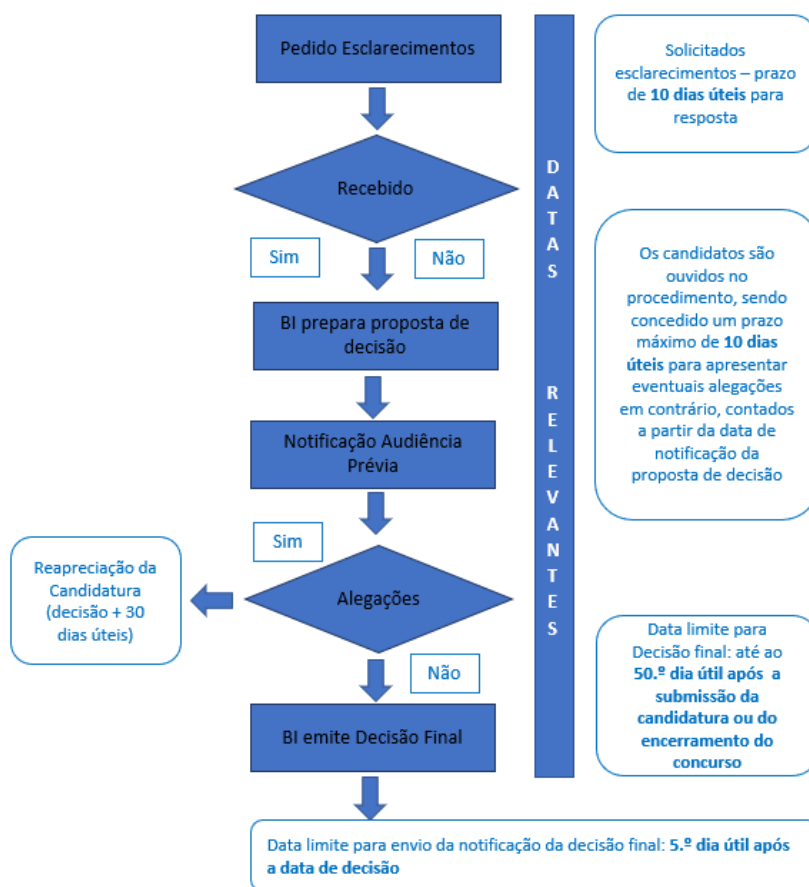 Pedido Esclarecimentos
Solicitados
esclarecimentos – prazo
de 10 dias úteis para
resposta
Recebido
Sim
Não
BI prepara proposta de
decisão
Os candidatos são
ouvidos no
procedimento, sendo
concedido um prazo
máximo de 10 dias
úteis para apresentar
eventuais alegações
em contrário, contados
a partir da data de
notificação da
proposta de decisão
DATAS
RELEVANTES
Notificação Audiência
Prévia
Sim
Alegações
Reapreciação da
Candidatura
(decisão + 30
dias úteis)
Não
BI emite Decisão Final
Data limite para
Decisão final: até ao
50.º dia útil após a
submissão da
candidatura ou do
encerramento do
concurso
Data limite para envio da notificação da decisão final: 5.º dia útil após
a data de decisão